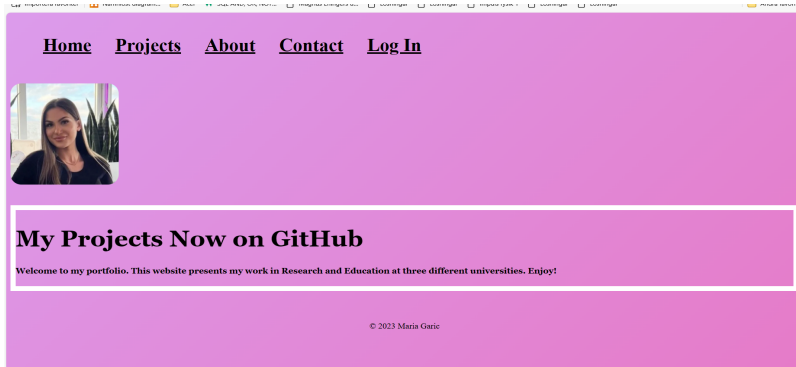 Home Projects About Contact Log In
My Projects Now on GitHub
Welcome to my portfolio. This website presents my work in Research and Education at three different universities. Enjoy!
© 2023 Maria Garic